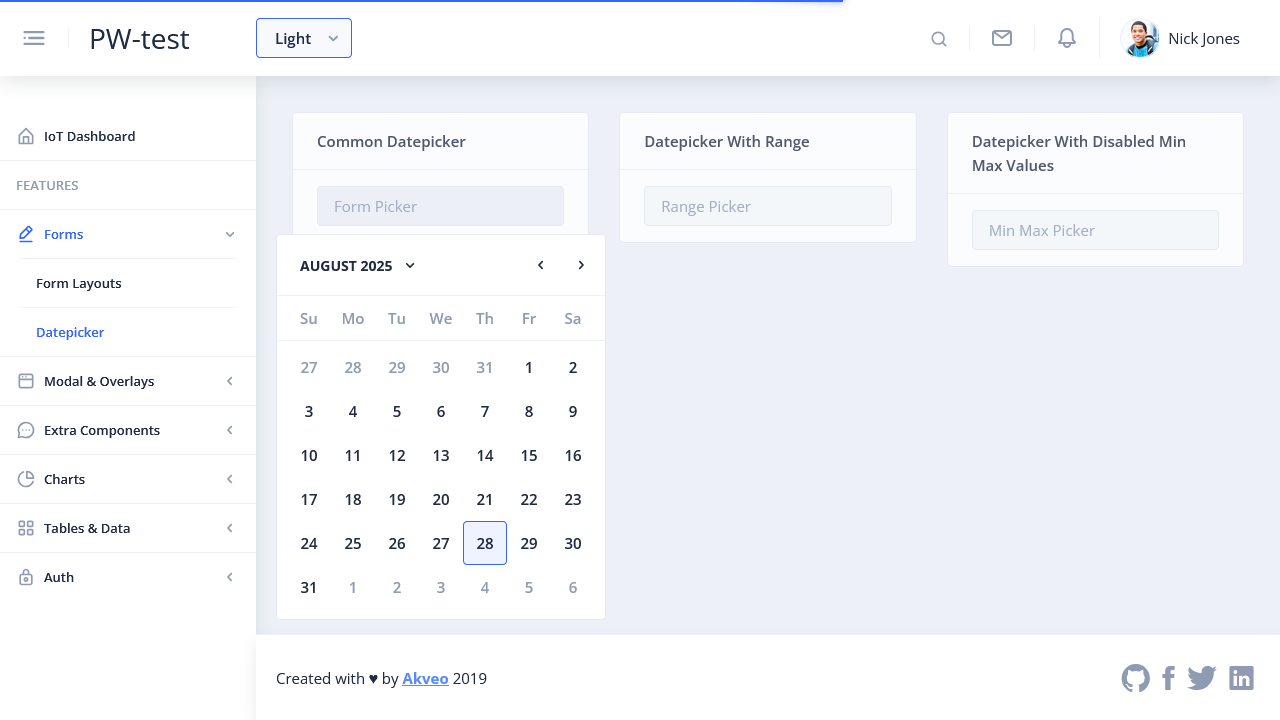 PW-test
Light
Nick Jones
IoT Dashboard
FEATURES
Forms
Form Layouts
Datepicker
Modal & Overlays
Extra Components
Charts
Tables & Data
Auth
Common Datepicker
Form Picker
Datepicker With Range
Range Picker
Datepicker With Disabled Min
Max Values
Min Max Picker
AUGUST 2025
Su Mo Tu We Th Fr Sa
27 28 29 30 31 1 2
3 4 5 6 7 8 9
10 11 12 13 14 15 16
17 18 19 20 21 22 23
24 25 26 27 28 29 30
31 1 2 3 4 5 6
Created with ♥ by Akveo 2019